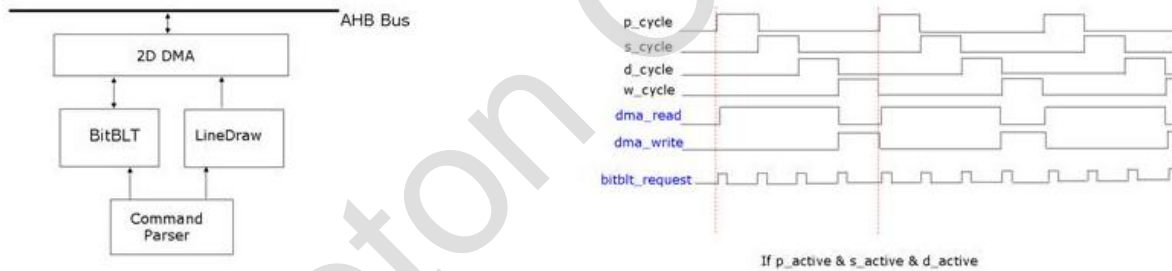 AHB Bus
2D DMA
BitBLT
LineDraw
Command
Parser
p_cycle
s_cycle
d_cycle
w_cycle
dma_read
dma_write
bitblt_request
If p_active & s_active & d_active